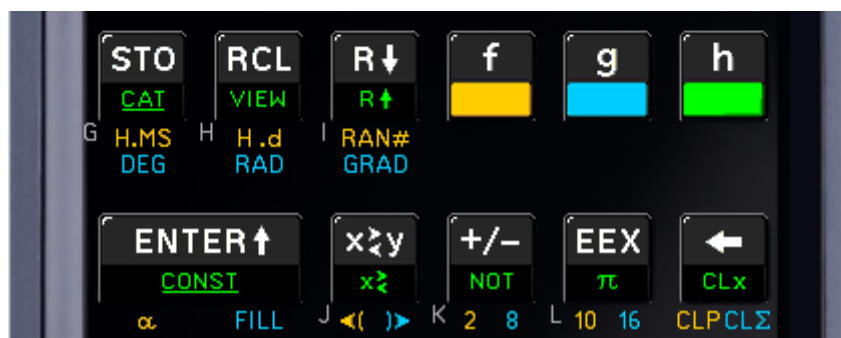 STO RCL R↓ f g h
CAT VIEW R↑
G H.MS H H.d I RAN#
DEG RAD GRAD
ENTER↑ x≷y +/− EEX ←
CONST x≷ NOT π CLx
α FILL J ◄( )► K 2 8 L 10 16 CLP CLΣ